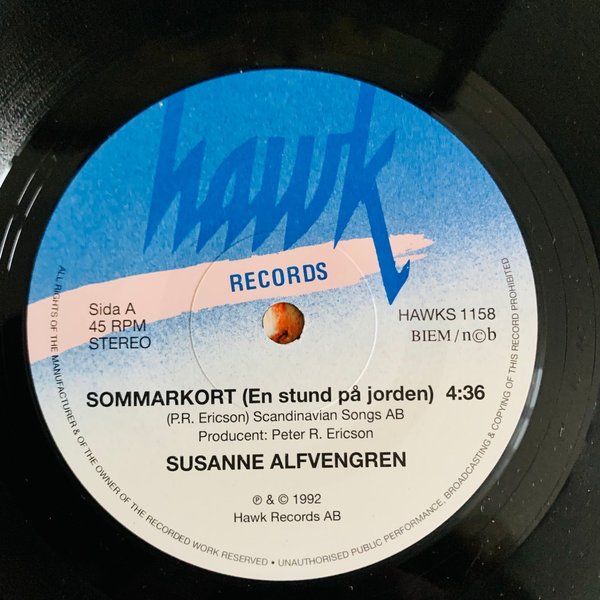 hawk
RECORDS
Sida A
45 RPM
STEREO
HAWKS 1158
BIEM/n©b
SOMMARKORT (En stund på jorden) 4:36
(P.R. Ericson) Scandinavian Songs AB
Producent: Peter R. Ericson
SUSANNE ALFVENGREN
℗ & © 1992
Hawk Records AB
ALL RIGHTS OF THE MANUFACTURER & OF THE OWNER OF THE RECORDED WORK RESERVED • UNAUTHORISED PUBLIC PERFORMANCE, BROADCASTING & COPYING OF THIS RECORD PROHIBITED